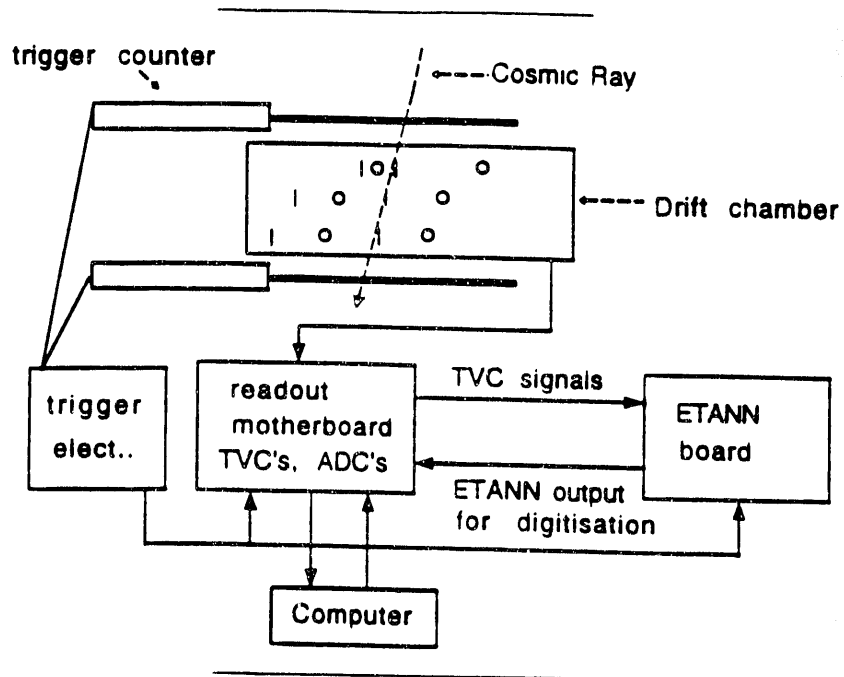 trigger counter
Cosmic Ray
Drift chamber
trigger
elect..
readout
motherboard
TVC's, ADC's
TVC signals
ETANN output
for digitisation
ETANN
board
Computer